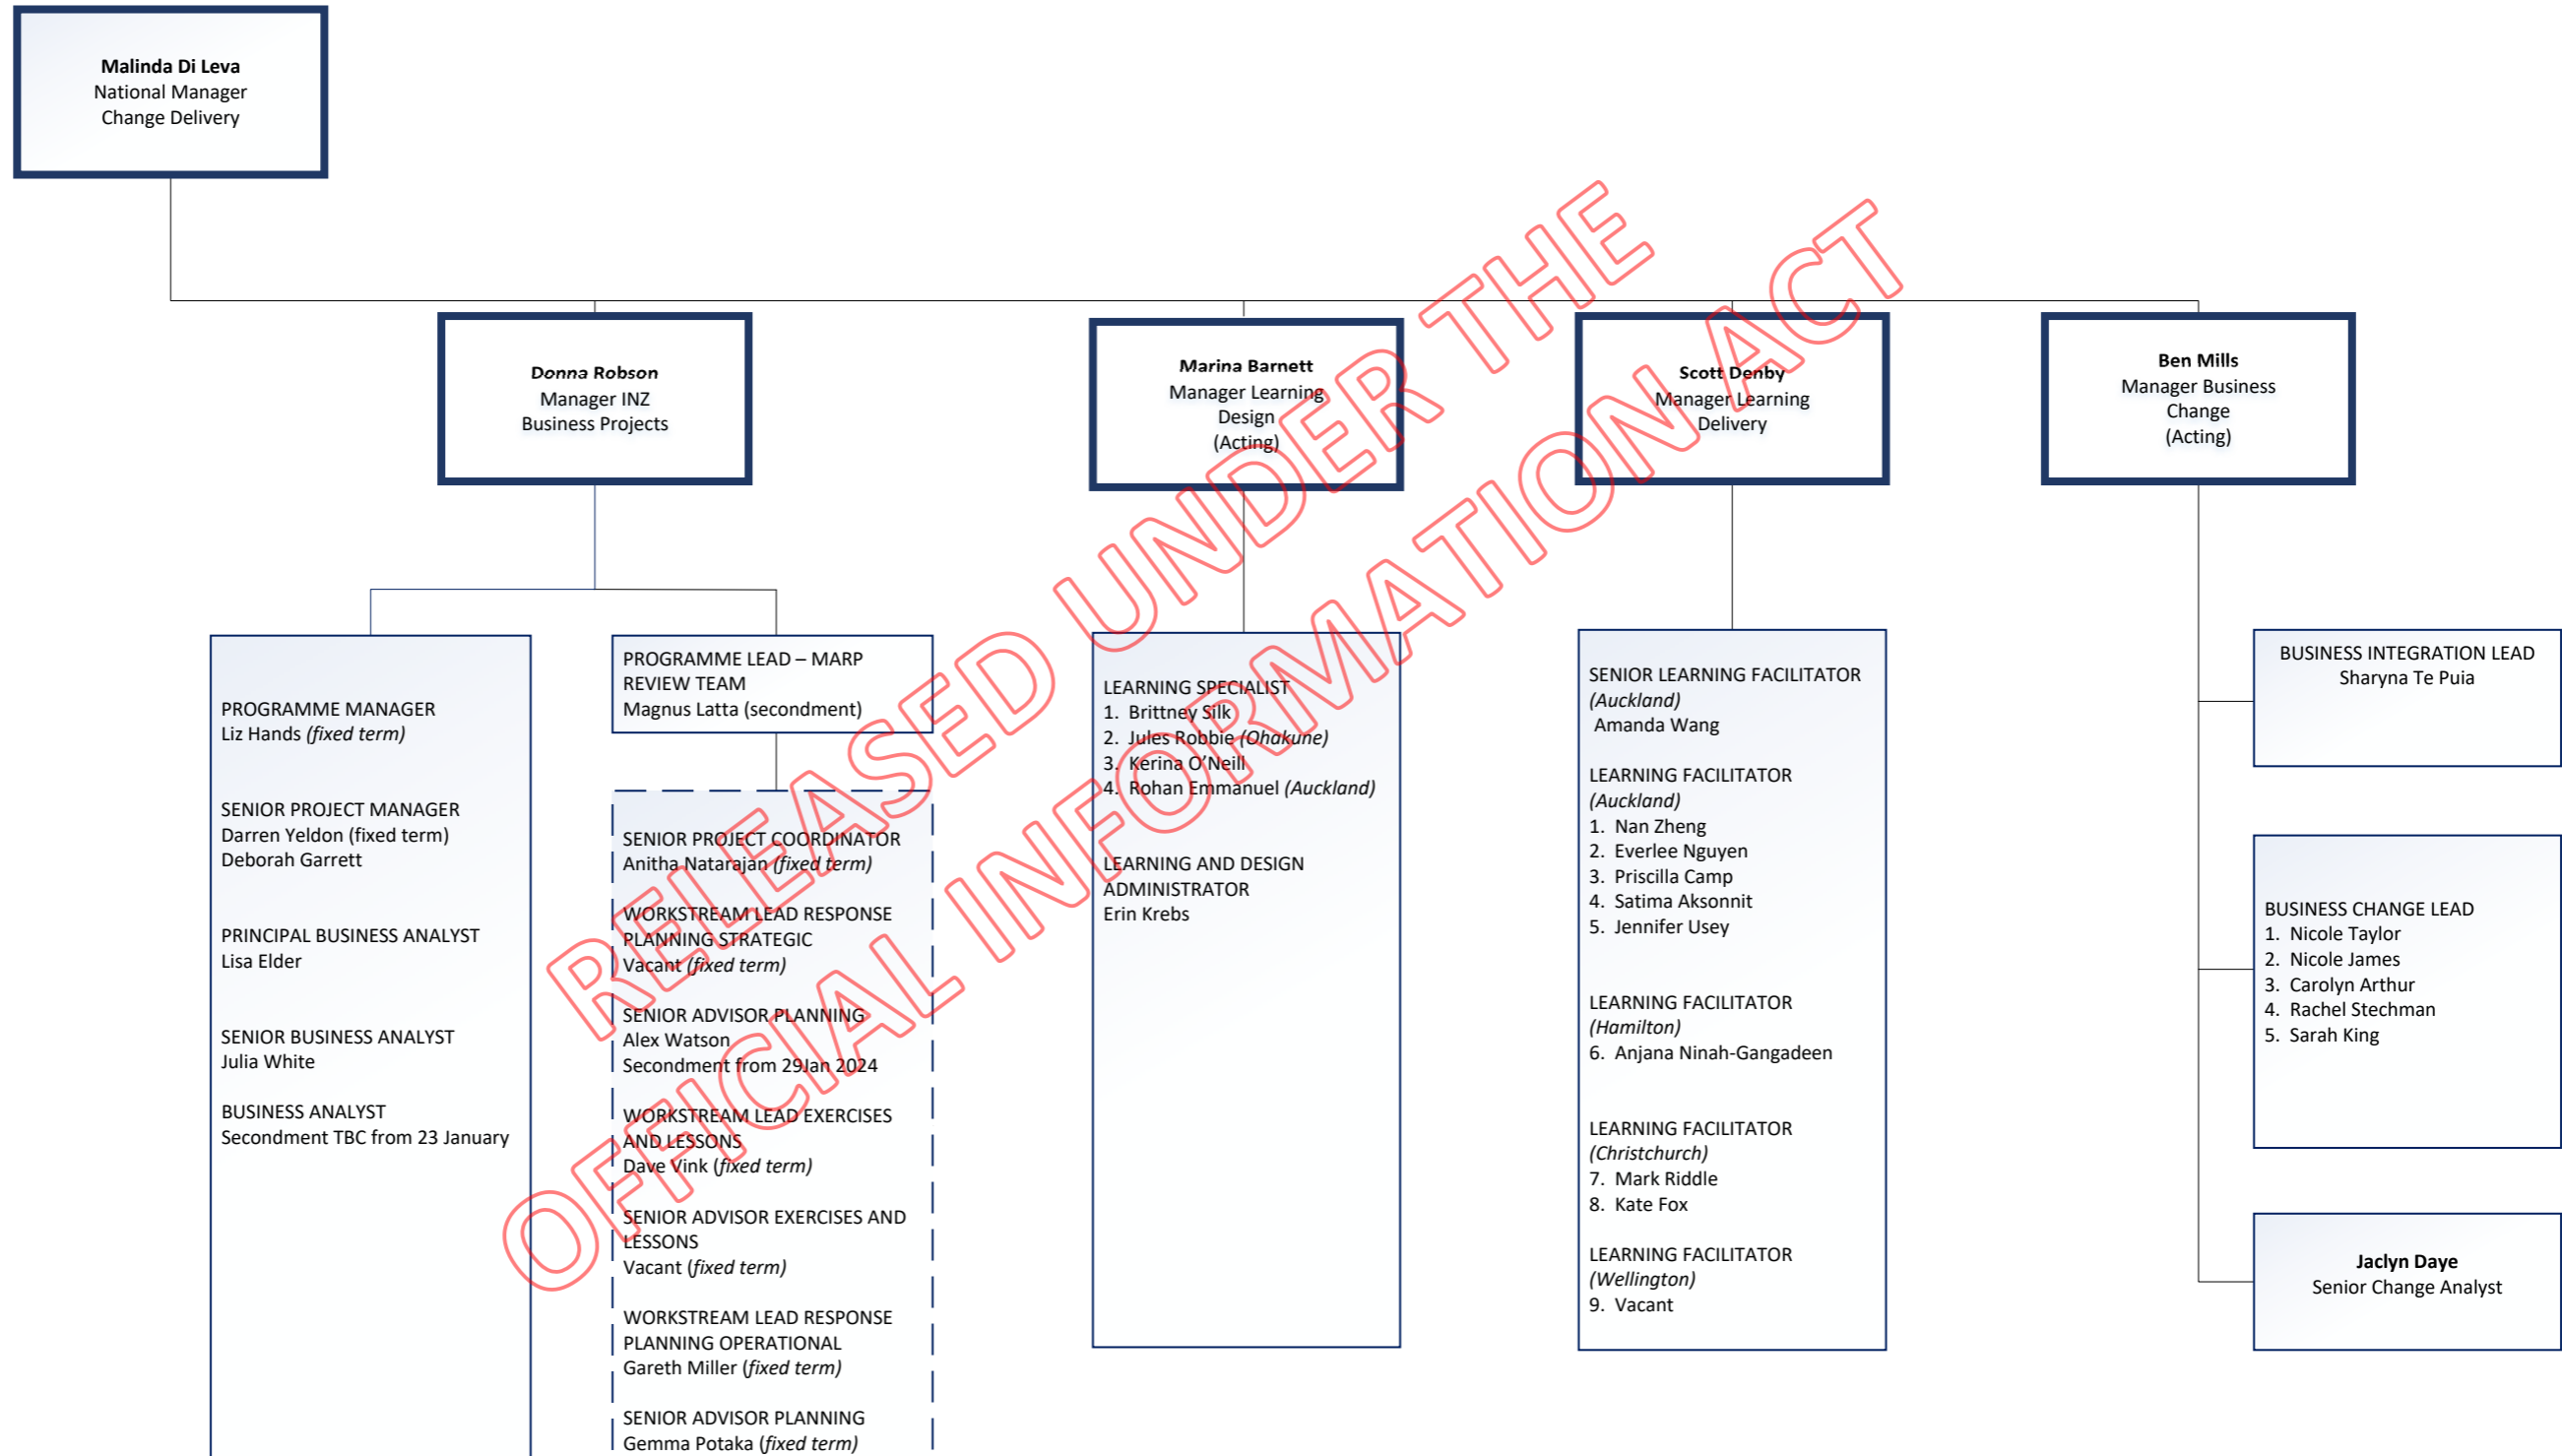 Malinda Di Leva
National Manager
Change Delivery
Donna Robson
Manager INZ
Business Projects
Marina Barnett
Manager Learning
Design
(Acting)
Scott Denby
Manager Learning
Delivery
Ben Mills
Manager Business
Change
(Acting)
PROGRAMME MANAGER
Liz Hands (fixed term)
SENIOR PROJECT MANAGER
Darren Yeldon (fixed term)
Deborah Garrett
PRINCIPAL BUSINESS ANALYST
Lisa Elder
SENIOR BUSINESS ANALYST
Julia White
BUSINESS ANALYST
Secondment TBC from 23 January
PROGRAMME LEAD – MARP
REVIEW TEAM
Magnus Latta (secondment)
SENIOR PROJECT COORDINATOR
Anitha Natarajan (fixed term)
WORKSTREAM LEAD RESPONSE
PLANNING STRATEGIC
Vacant (fixed term)
SENIOR ADVISOR PLANNING
Alex Watson
Secondment from 29Jan 2024
WORKSTREAM LEAD EXERCISES
AND LESSONS
Dave Vink (fixed term)
SENIOR ADVISOR EXERCISES AND
LESSONS
Vacant (fixed term)
WORKSTREAM LEAD RESPONSE
PLANNING OPERATIONAL
Gareth Miller (fixed term)
SENIOR ADVISOR PLANNING
Gemma Potaka (fixed term)
LEARNING SPECIALIST
1. Brittney Silk
2. Jules Robbie (Ohakune)
3. Kerina O’Neill
4. Rohan Emmanuel (Auckland)
LEARNING AND DESIGN
ADMINISTRATOR
Erin Krebs
SENIOR LEARNING FACILITATOR
(Auckland)
Amanda Wang
LEARNING FACILITATOR
(Auckland)
1. Nan Zheng
2. Everlee Nguyen
3. Priscilla Camp
4. Satima Aksonnit
5. Jennifer Usey
LEARNING FACILITATOR
(Hamilton)
6. Anjana Ninah-Gangadeen
LEARNING FACILITATOR
(Christchurch)
7. Mark Riddle
8. Kate Fox
LEARNING FACILITATOR
(Wellington)
9. Vacant
BUSINESS INTEGRATION LEAD
Sharyna Te Puia
BUSINESS CHANGE LEAD
1. Nicole Taylor
2. Nicole James
3. Carolyn Arthur
4. Rachel Stechman
5. Sarah King
Jaclyn Daye
Senior Change Analyst
RELEASED UNDER THE
OFFICIAL INFORMATION ACT